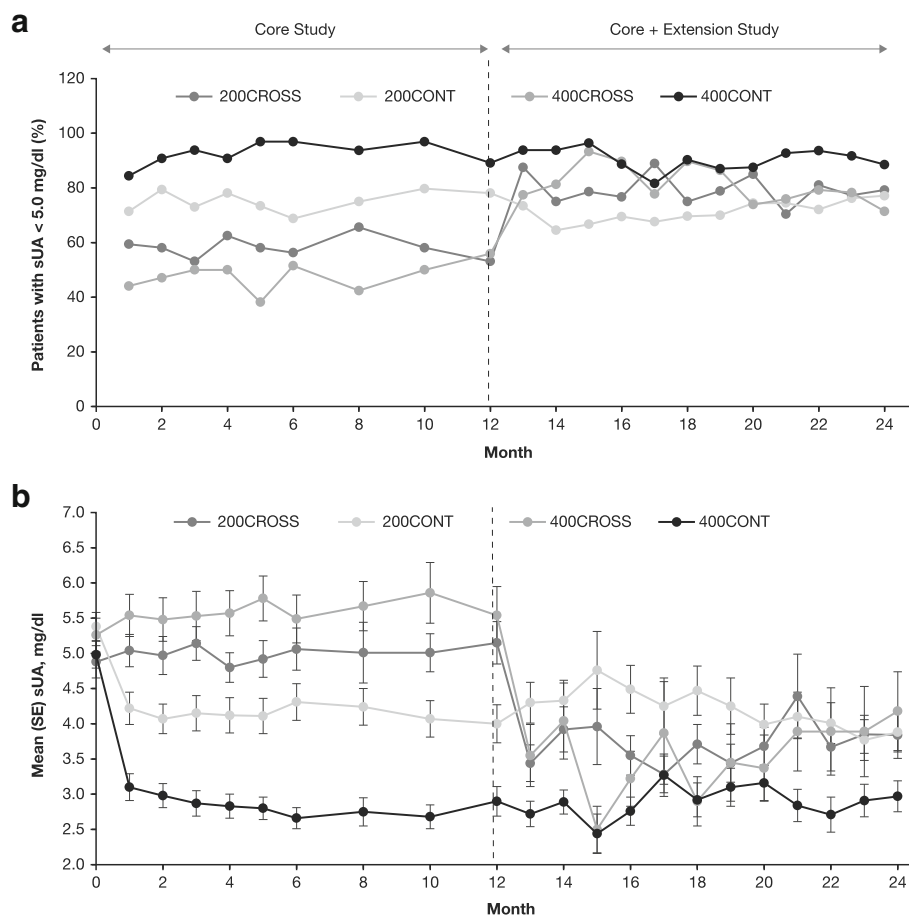 a
Core Study
Core + Extension Study
120
100
80
60
40
20
0
Patients with sUA < 5.0 mg/dl (%)
200CROSS 200CONT 400CROSS 400CONT
0 2 4 6 8 10 12 14 16 18 20 22 24
Month
b
7.0
6.5
6.0
5.5
5.0
4.5
4.0
3.5
3.0
2.5
2.0
Mean (SE) sUA, mg/dl
200CROSS 200CONT 400CROSS 400CONT
0 2 4 6 8 10 12 14 16 18 20 22 24
Month